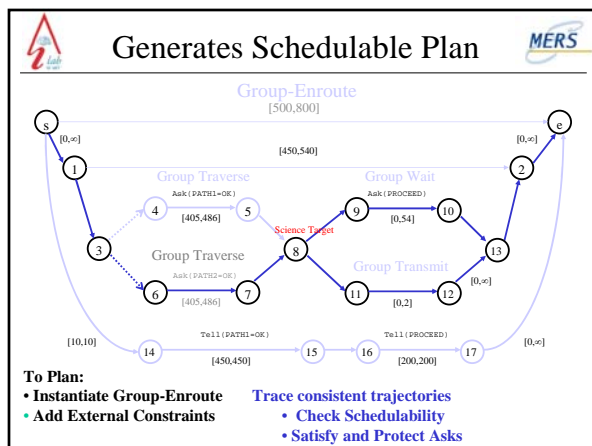 Generates Schedulable Plan
MERS
Group-Enroute
[500,800]
s
e
[0,∞]
[450,540]
[0,∞]
1
2
Group Traverse
Group Wait
Ask(PATH1=OK)
Ask(PROCEED)
4
5
9
10
[405,486]
[0,54]
Science Target
3
8
13
Group Traverse
Ask(PATH2=OK)
Group Transmit
6
7
11
12
[0,∞]
[405,486]
[0,2]
[10,10]
Tell(PATH1=OK)
Tell(PROCEED)
[0,∞]
14
15
16
17
[450,450]
[200,200]
To Plan:
• Instantiate Group-Enroute
• Add External Constraints
Trace consistent trajectories
• Check Schedulability
• Satisfy and Protect Asks